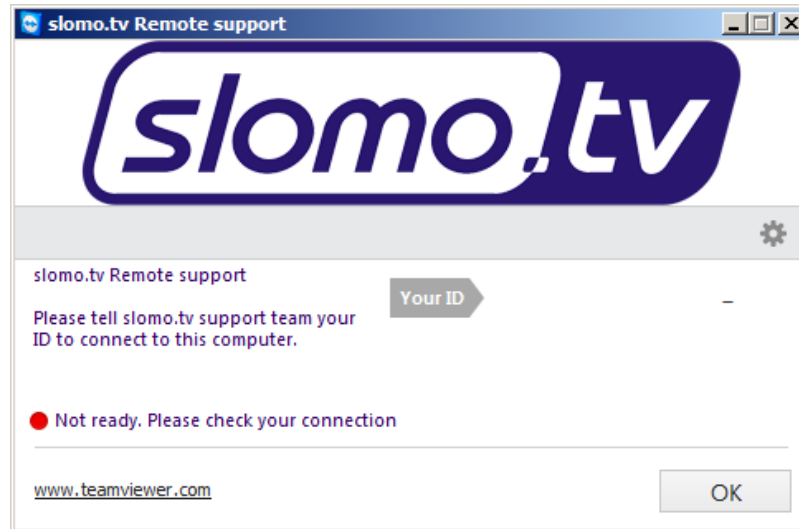 slomo.tv Remote support
slomo.tv
slomo.tv Remote support
Please tell slomo.tv support team your
ID to connect to this computer.
Your ID
–
Not ready. Please check your connection
www.teamviewer.com
OK